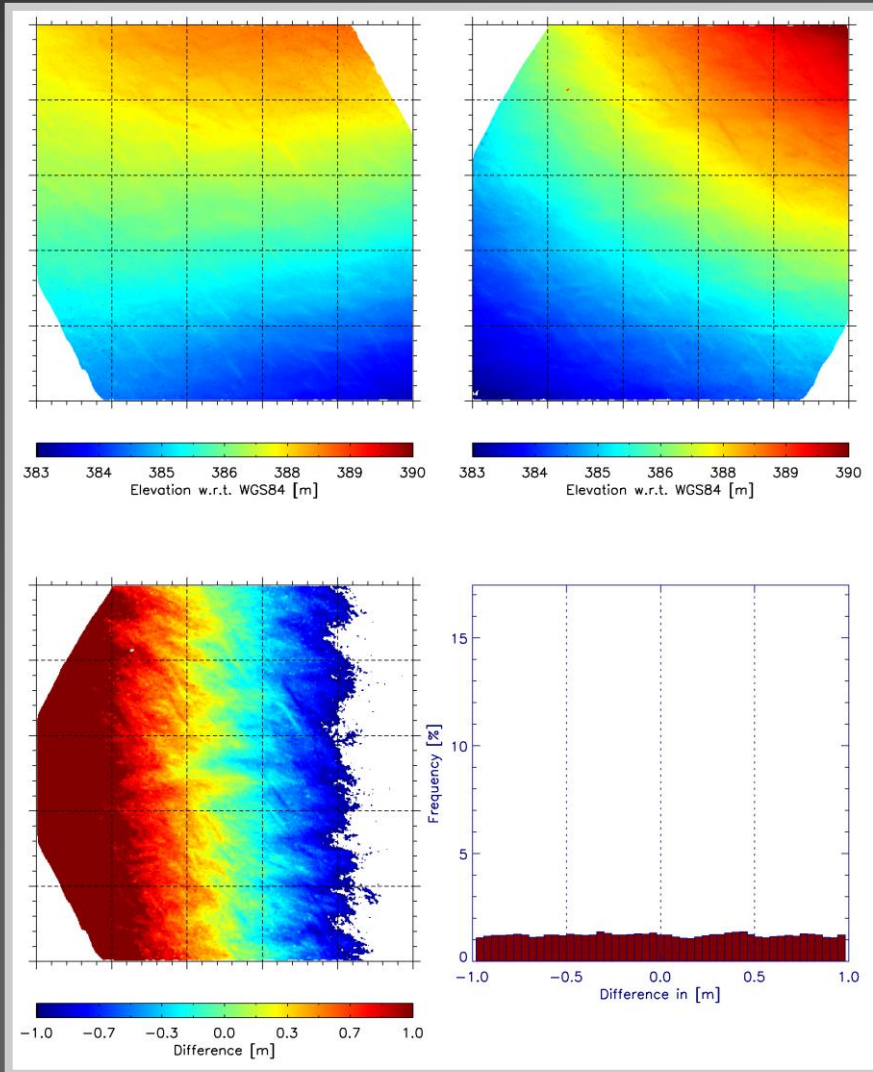 383 384 385 386 388 389 390
Elevation w.r.t. WGS84 [m]
383 384 385 386 388 389 390
Elevation w.r.t. WGS84 [m]
-1.0 -0.7 -0.3 0.0 0.3 0.7 1.0
Difference [m]
15
10
5
0
Frequency [%]
-1.0 -0.5 0.0 0.5 1.0
Difference in [m]